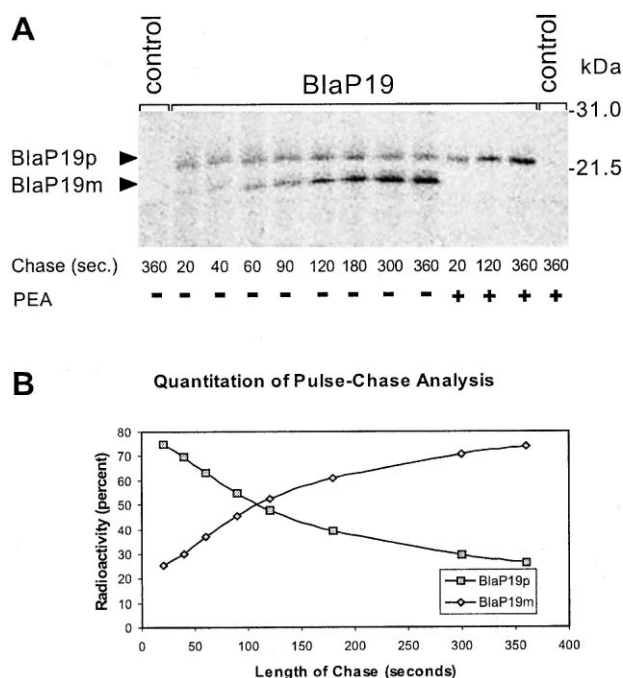 A
control
BlaP19
control
kDa
-31.0
BlaP19p
-21.5
BlaP19m
Chase (sec.) 360 20 40 60 90 120 180 300 360 20 120 360 360
PEA - - - - - - - - - + + + +
B
Quantitation of Pulse-Chase Analysis
Radioactivity (percent)
80
70
60
50
40
30
20
10
0
BlaP19p
BlaP19m
0 50 100 150 200 250 300 350 400
Length of Chase (seconds)